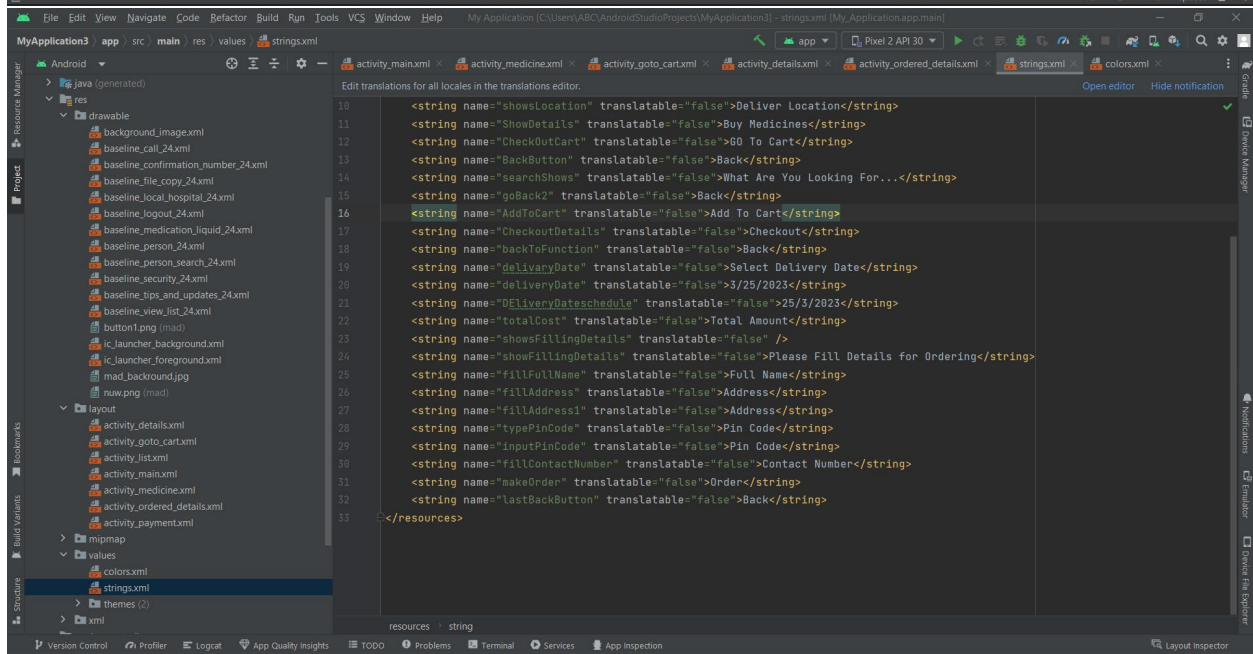 File Edit View Navigate Code Refactor Build Run Tools VCS Window Help My Application [C:\Users\ABC\AndroidStudioProjects\MyApplication3] - strings.xml [My_Application.app.main]
MyApplication3 app src main res values strings.xml app Pixel 2 API 30
Android
activity_main.xml activity_medicine.xml activity_goto_cart.xml activity_details.xml activity_ordered_details.xml strings.xml colors.xml
Edit translations for all locales in the translations editor. Open editor Hide notification
Resource Manager
Project
Bookmarks
Build Variants
Structure
java (generated)
res
drawable
background_image.xml
baseline_call_24.xml
baseline_confirmation_number_24.xml
baseline_file_copy_24.xml
baseline_local_hospital_24.xml
baseline_logout_24.xml
baseline_medication_liquid_24.xml
baseline_person_24.xml
baseline_person_search_24.xml
baseline_security_24.xml
baseline_tips_and_updates_24.xml
baseline_view_list_24.xml
button1.png (mad)
ic_launcher_background.xml
ic_launcher_foreground.xml
mad_backround.jpg
nuw.png (mad)
layout
activity_details.xml
activity_goto_cart.xml
activity_list.xml
activity_main.xml
activity_medicine.xml
activity_ordered_details.xml
activity_payment.xml
mipmap
values
colors.xml
strings.xml
themes (2)
xml
10 <string name="showsLocation" translatable="false">Deliver Location</string>
11 <string name="ShowDetails" translatable="false">Buy Medicines</string>
12 <string name="CheckOutCart" translatable="false">GO To Cart</string>
13 <string name="BackButton" translatable="false">Back</string>
14 <string name="searchShows" translatable="false">What Are You Looking For...</string>
15 <string name="goBack2" translatable="false">Back</string>
16 <string name="AddToCart" translatable="false">Add To Cart</string>
17 <string name="CheckoutDetails" translatable="false">Checkout</string>
18 <string name="backToFunction" translatable="false">Back</string>
19 <string name="delivaryDate" translatable="false">Select Delivery Date</string>
20 <string name="deliveryDate" translatable="false">3/25/2023</string>
21 <string name="DEliveryDateschedule" translatable="false">25/3/2023</string>
22 <string name="totalCost" translatable="false">Total Amount</string>
23 <string name="showsFillingDetails" translatable="false" />
24 <string name="showFillingDetails" translatable="false">Please Fill Details for Ordering</string>
25 <string name="fillFullName" translatable="false">Full Name</string>
26 <string name="fillAddress" translatable="false">Address</string>
27 <string name="fillAddress1" translatable="false">Address</string>
28 <string name="typePinCode" translatable="false">Pin Code</string>
29 <string name="inputPinCode" translatable="false">Pin Code</string>
30 <string name="fillContactNumber" translatable="false">Contact Number</string>
31 <string name="makeOrder" translatable="false">Order</string>
32 <string name="lastBackButton" translatable="false">Back</string>
33 </resources>
resources string
Gradle
Device Manager
Notifications
Emulator
Device File Explorer
Version Control Profiler Logcat App Quality Insights TODO Problems Terminal Services App Inspection Layout Inspector